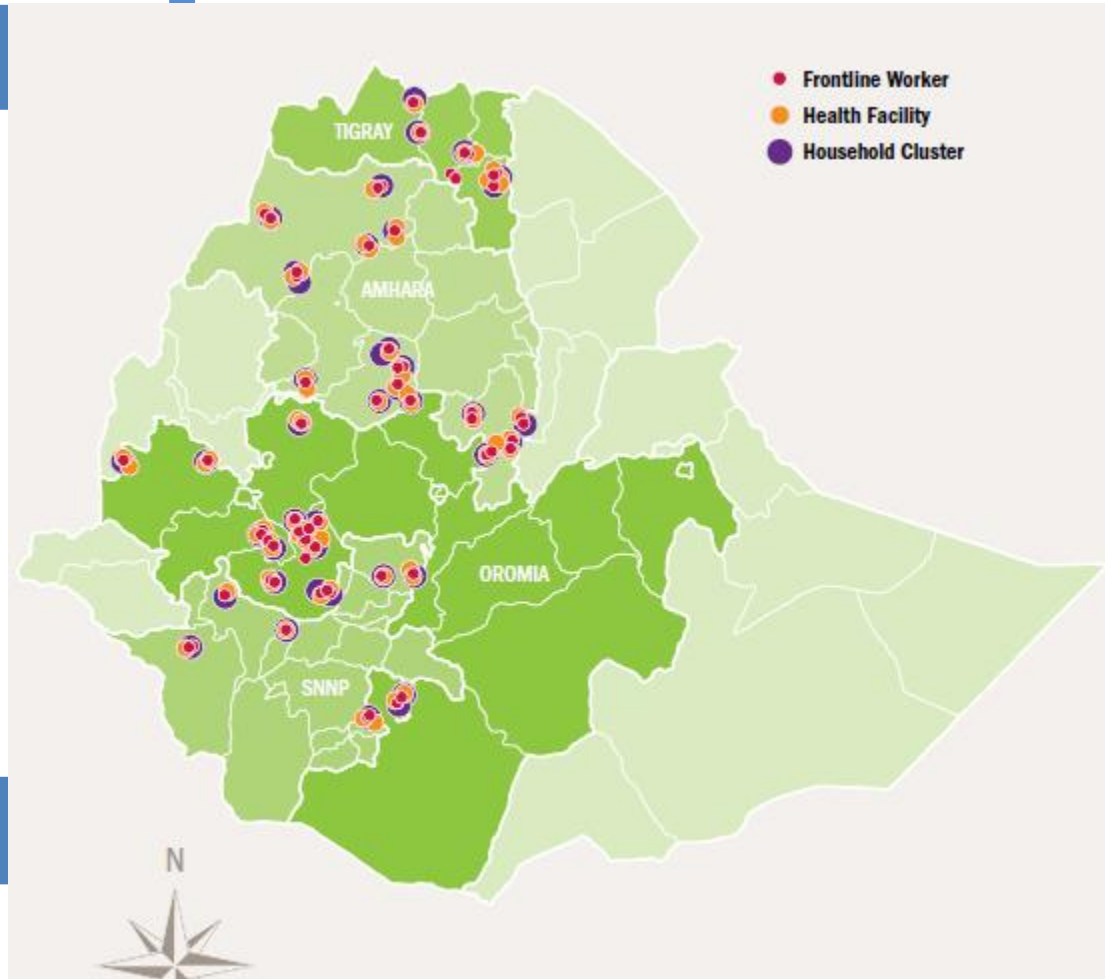 Frontline Worker
Health Facility
Household Cluster
TIGRAY
AMHARA
OROMIA
SNNP
N